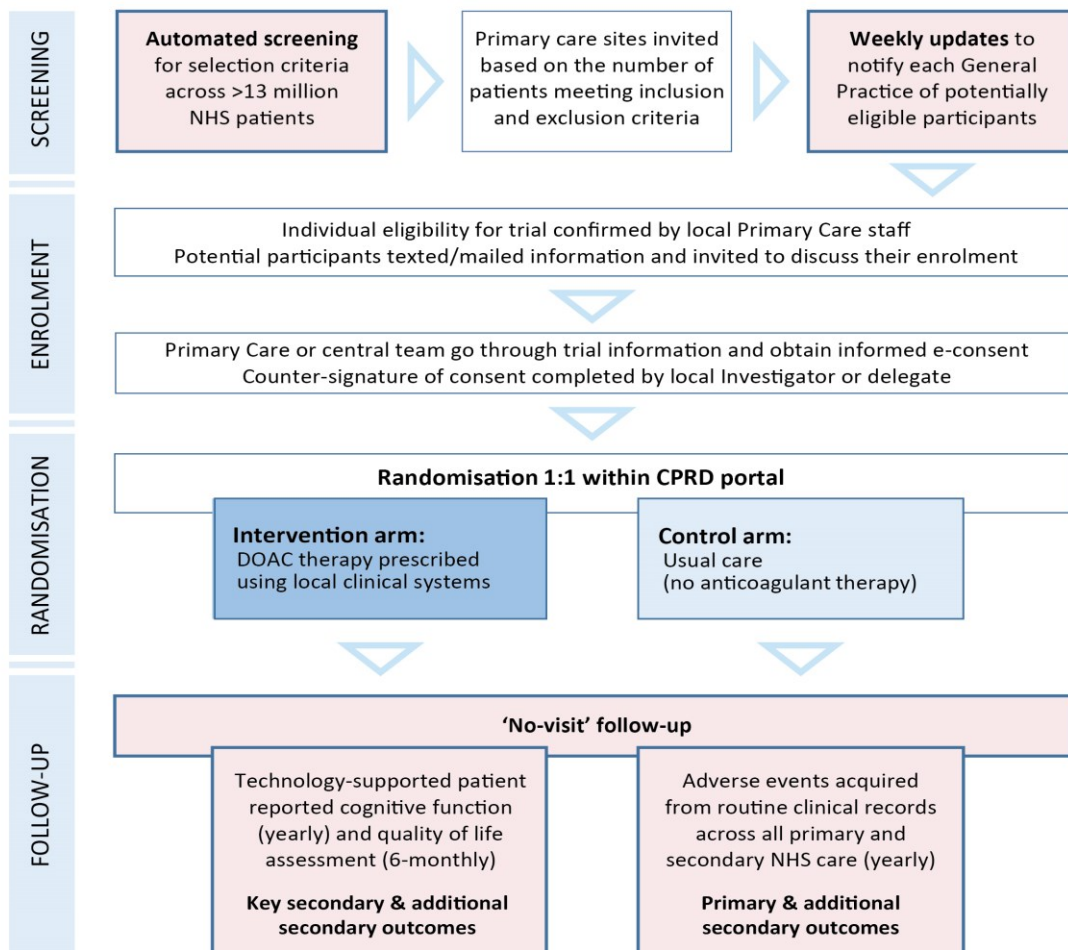 SCREENING
Automated screening
for selection criteria
across >13 million
NHS patients
Primary care sites invited
based on the number of
patients meeting inclusion
and exclusion criteria
Weekly updates to
notify each General
Practice of potentially
eligible participants
ENROLMENT
Individual eligibility for trial confirmed by local Primary Care staff
Potential participants texted/mailed information and invited to discuss their enrolment
Primary Care or central team go through trial information and obtain informed e-consent
Counter-signature of consent completed by local Investigator or delegate
RANDOMISATION
Randomisation 1:1 within CPRD portal
Intervention arm:
DOAC therapy prescribed
using local clinical systems
Control arm:
Usual care
(no anticoagulant therapy)
FOLLOW-UP
‘No-visit’ follow-up
Technology-supported patient
reported cognitive function
(yearly) and quality of life
assessment (6-monthly)
Key secondary & additional
secondary outcomes
Adverse events acquired
from routine clinical records
across all primary and
secondary NHS care (yearly)
Primary & additional
secondary outcomes